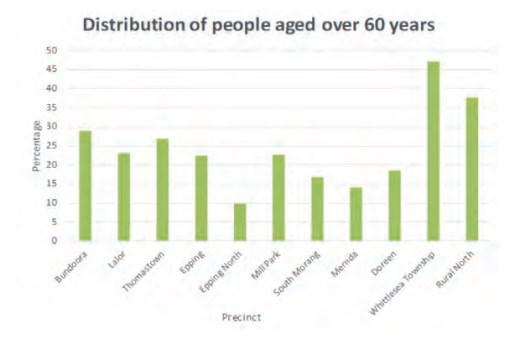 Distribution of people aged over 60 years
50
45
40
35
30
25
20
15
10
5
0
Percentage
Bundoora
Lalor
Thomastown
Epping
Epping North
Mill Park
South Morang
Mernda
Doreen
Whittlesea Township
Rural North
Precinct